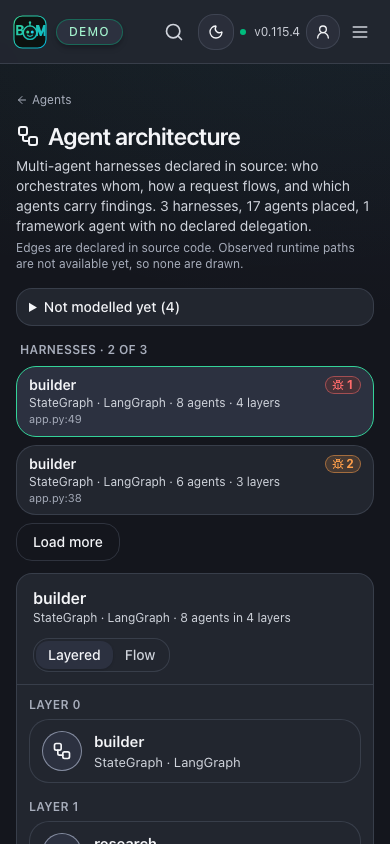 BOM
DEMO
v0.115.4
← Agents
Agent architecture
Multi-agent harnesses declared in source: who
orchestrates whom, how a request flows, and which
agents carry findings. 3 harnesses, 17 agents placed, 1
framework agent with no declared delegation.
Edges are declared in source code. Observed runtime paths
are not available yet, so none are drawn.
Not modelled yet (4)
HARNESSES · 2 OF 3
builder
1
StateGraph · LangGraph · 8 agents · 4 layers
app.py:49
builder
2
StateGraph · LangGraph · 6 agents · 3 layers
app.py:38
Load more
builder
StateGraph · LangGraph · 8 agents in 4 layers
Layered
Flow
LAYER 0
builder
StateGraph · LangGraph
LAYER 1
research